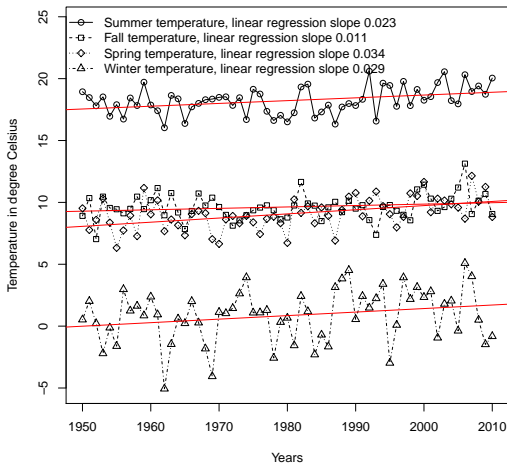 Summer temperature, linear regression slope 0.023
Fall temperature, linear regression slope 0.011
Spring temperature, linear regression slope 0.034
Winter temperature, linear regression slope 0.029
Temperature in degree Celsius
25
20
15
10
5
0
−5
1950
1960
1970
1980
1990
2000
2010
Years